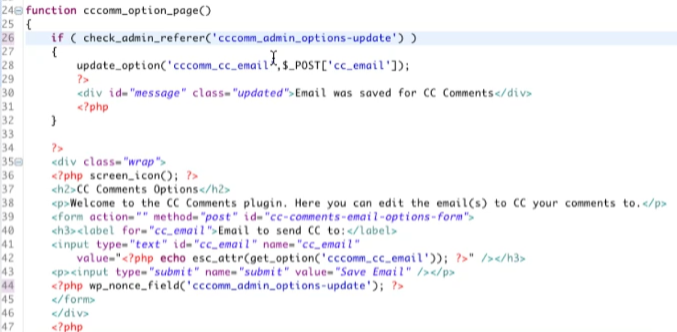 24 function cccomm_option_page()
25 {
26 if ( check_admin_referer('cccomm_admin_options-update') )
27 {
28 update_option('cccomm_cc_email',$_POST['cc_email']);
29 ?>
30 <div id="message" class="updated">Email was saved for CC Comments</div>
31 <?php
32 }
33
34 ?>
35 <div class="wrap">
36 <?php screen_icon(); ?>
37 <h2>CC Comments Options</h2>
38 <p>Welcome to the CC Comments plugin. Here you can edit the email(s) to CC your comments to.</p>
39 <form action="" method="post" id="cc-comments-email-options-form">
40 <h3><label for="cc_email">Email to send CC to:</label>
41 <input type="text" id="cc_email" name="cc_email"
42 value="<?php echo esc_attr(get_option('cccomm_cc_email')); ?>" /></h3>
43 <p><input type="submit" name="submit" value="Save Email" /></p>
44 <?php wp_nonce_field('cccomm_admin_options-update'); ?>
45 </form>
46 </div>
47 <?php